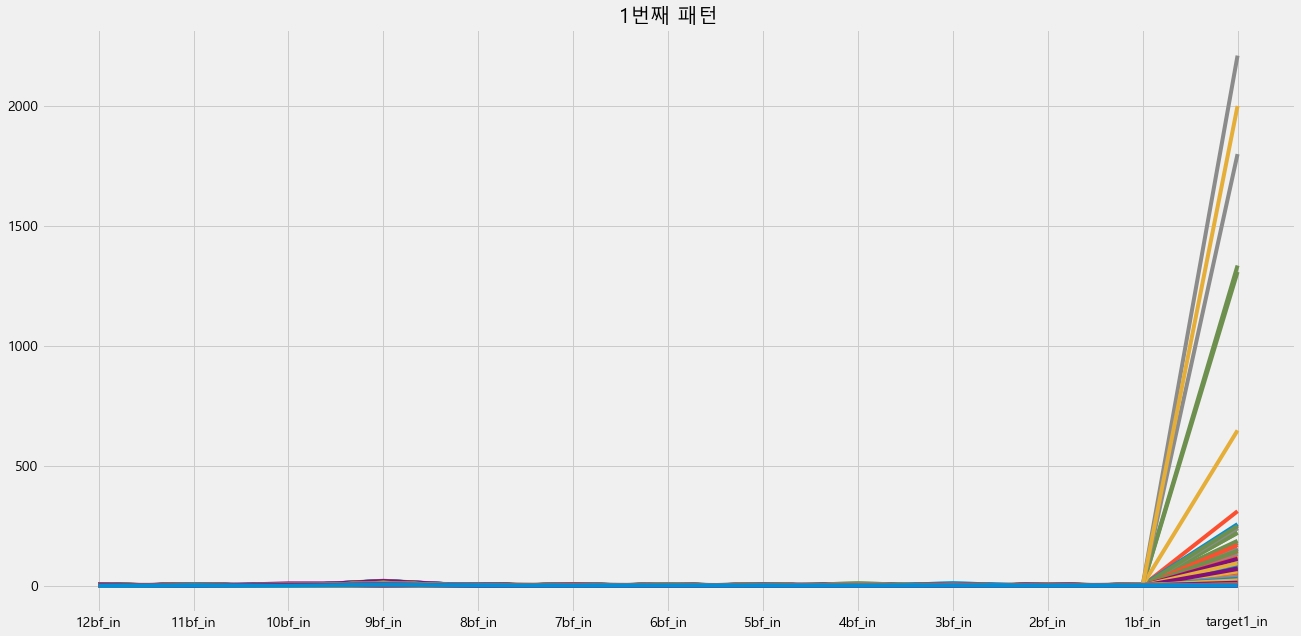 1번째 패턴
2000
1500
1000
500
0
12bf_in 11bf_in 10bf_in 9bf_in 8bf_in 7bf_in 6bf_in 5bf_in 4bf_in 3bf_in 2bf_in 1bf_in target1_in